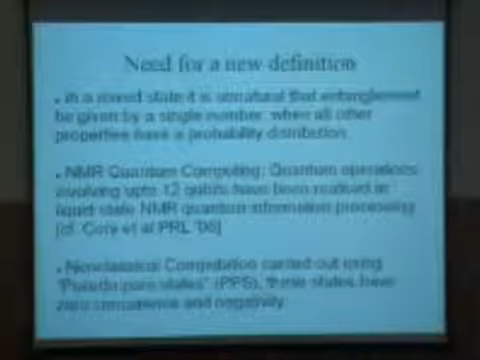 Need for a new definition
. In a mixed state it is unnatural that entanglement
be given by a single number, when all other
properties have a probability distribution.
. NMR Quantum Computing: Quantum operations
involving upto 12 qubits have been realised in
liquid state NMR quantum information processing
[cf. Cory et al PRL '06]
. Nonclassical Computation carried out using
"Pseudo pure states" (PPS), these states have
zero concurrence and negativity.